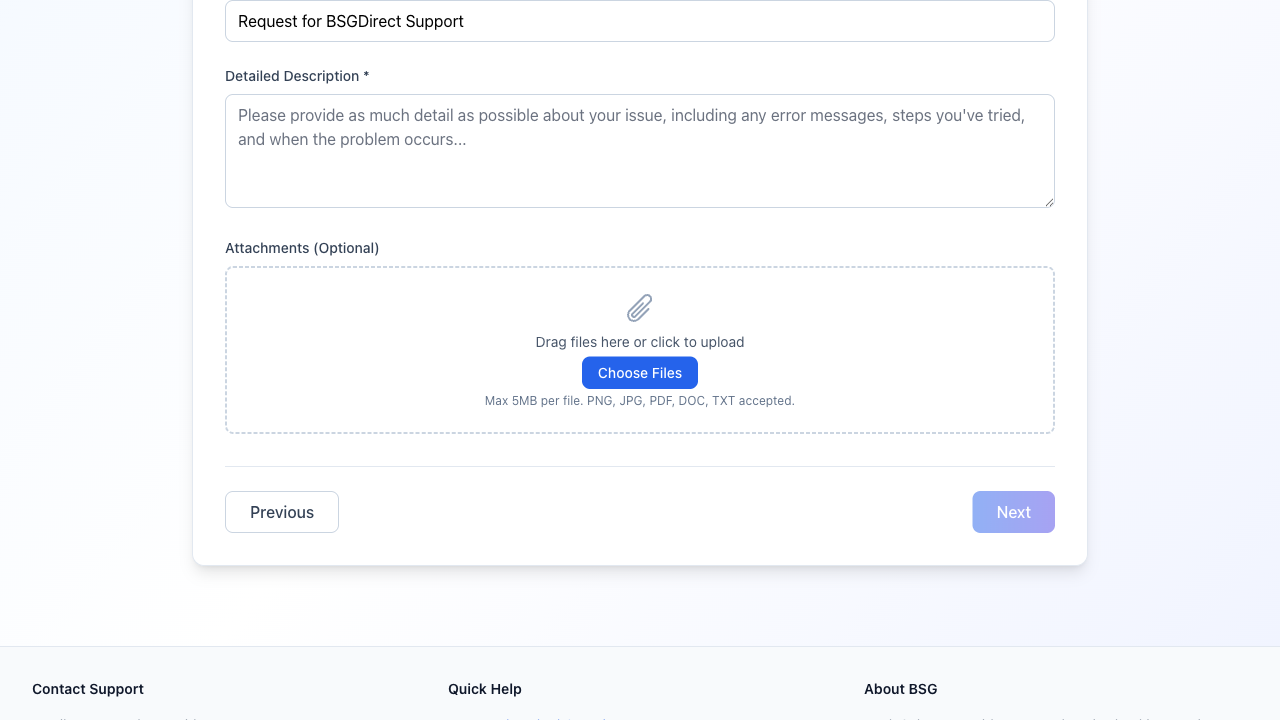 Request for BSGDirect Support
Detailed Description *
Please provide as much detail as possible about your issue, including any error messages, steps you've tried,
and when the problem occurs...
Attachments (Optional)
Drag files here or click to upload
Choose Files
Max 5MB per file. PNG, JPG, PDF, DOC, TXT accepted.
Previous
Next
Contact Support
Quick Help
About BSG